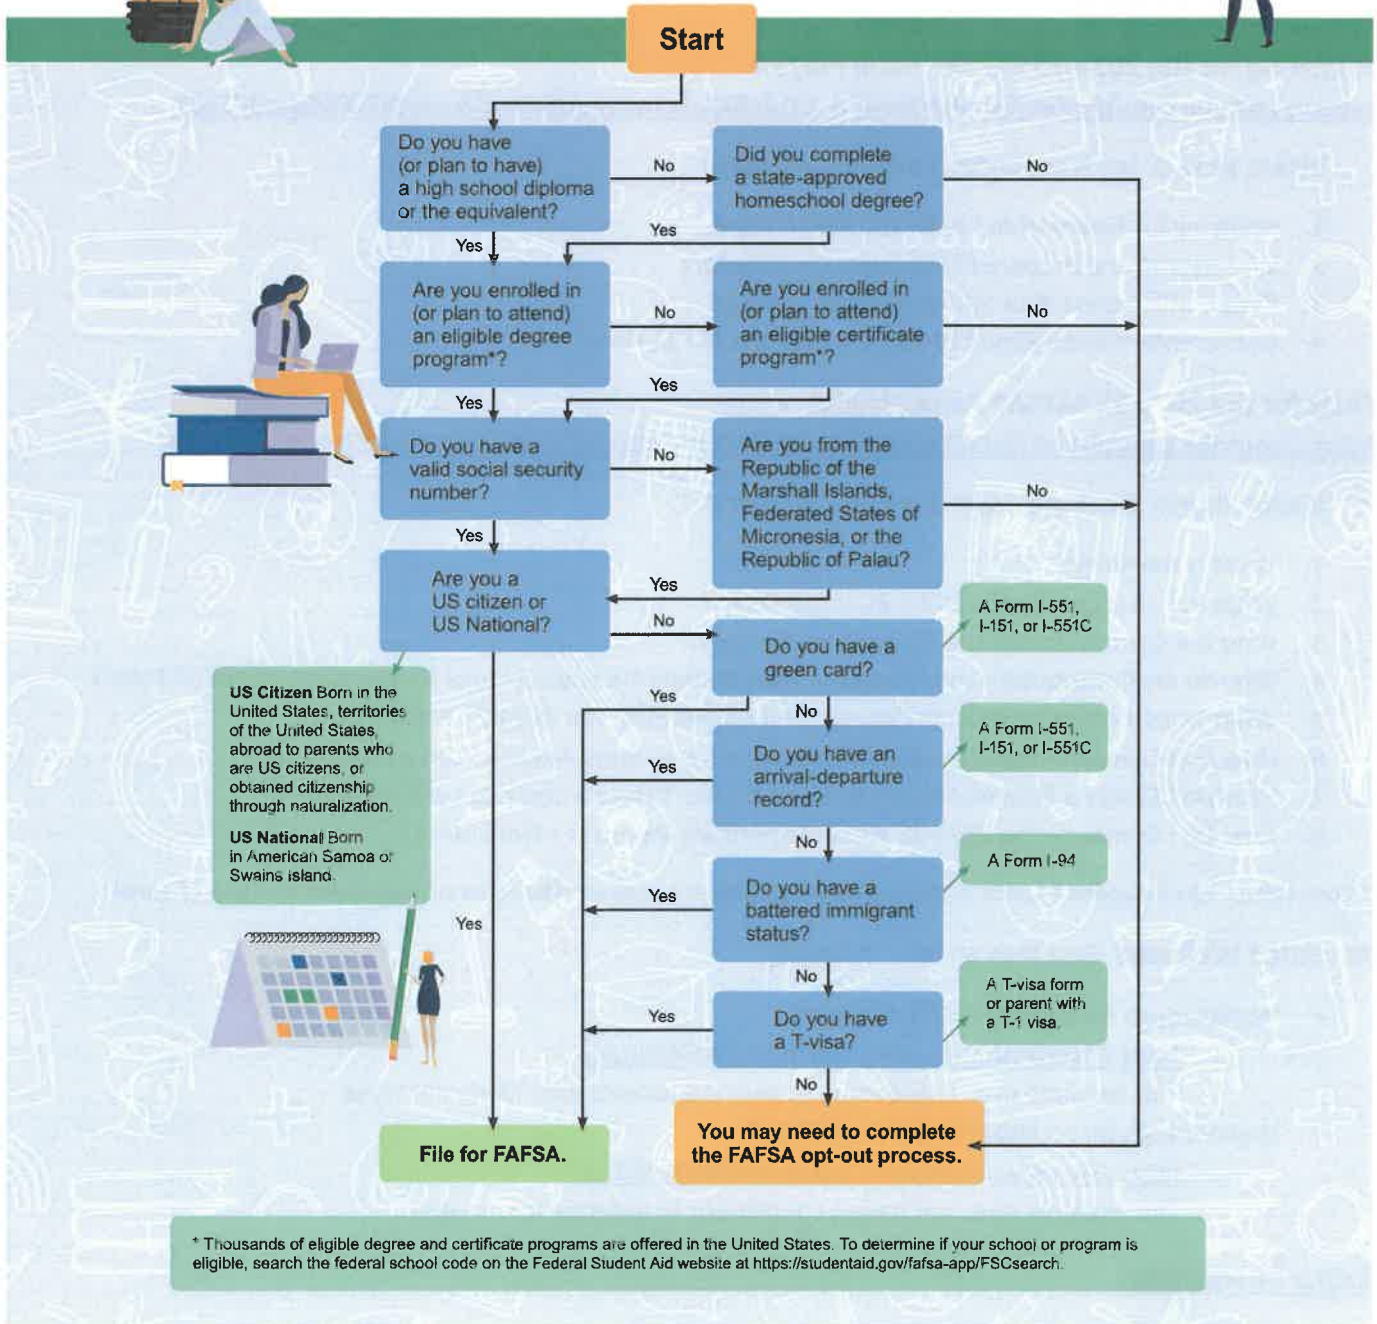 Start
Do you have
(or plan to have)
a high school diploma
or the equivalent?
No
Did you complete
a state-approved
homeschool degree?
No
Yes
Yes
Are you enrolled in
(or plan to attend)
an eligible degree
program*?
No
Are you enrolled in
(or plan to attend)
an eligible certificate
program*?
No
Yes
Yes
Do you have a
valid social security
number?
No
Are you from the
Republic of the
Marshall Islands,
Federated States of
Micronesia, or the
Republic of Palau?
No
Yes
Are you a
US citizen or
US National?
Yes
No
Do you have a
green card?
A Form I-551,
I-151, or I-551C
US Citizen Born in the
United States, territories
of the United States,
abroad to parents who
are US citizens, or
obtained citizenship
through naturalization.
US National Born
in American Samoa or
Swains island.
Yes
No
Do you have an
arrival-departure
record?
A Form I-551,
I-151, or I-551C
Yes
No
Do you have a
battered immigrant
status?
A Form I-94
Yes
Yes
No
Do you have
a T-visa?
A T-visa form
or parent with
a T-1 visa.
Yes
No
File for FAFSA.
You may need to complete
the FAFSA opt-out process.
* Thousands of eligible degree and certificate programs are offered in the United States. To determine if your school or program is
eligible, search the federal school code on the Federal Student Aid website at https://studentaid.gov/fafsa-app/FSCsearch.